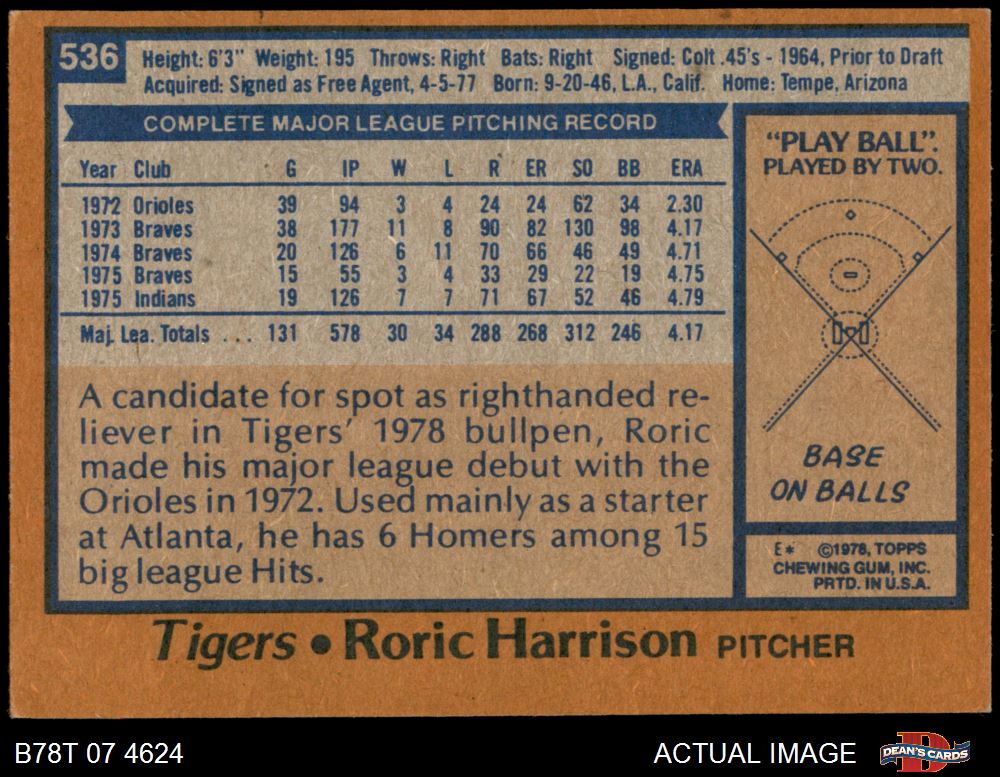 536
Height: 6'3" Weight: 195 Throws: Right Bats: Right Signed: Colt .45's - 1964, Prior to Draft
Acquired: Signed as Free Agent, 4-5-77 Born: 9-20-46, L.A., Calif. Home: Tempe, Arizona
COMPLETE MAJOR LEAGUE PITCHING RECORD
Year Club G IP W L R ER SO BB ERA
1972 Orioles 39 94 3 4 24 24 62 34 2.30
1973 Braves 38 177 11 8 90 82 130 98 4.17
1974 Braves 20 126 6 11 70 66 46 49 4.71
1975 Braves 15 55 3 4 33 29 22 19 4.75
1975 Indians 19 126 7 7 71 67 52 46 4.79
Maj. Lea. Totals ... 131 578 30 34 288 268 312 246 4.17
A candidate for spot as righthanded re-
liever in Tigers' 1978 bullpen, Roric
made his major league debut with the
Orioles in 1972. Used mainly as a starter
at Atlanta, he has 6 Homers among 15
big league Hits.
"PLAY BALL".
PLAYED BY TWO.
BASE
ON BALLS
E* ©1978, TOPPS
CHEWING GUM, INC.
PRTD. IN U.S.A.
Tigers • Roric Harrison PITCHER
B78T 07 4624
ACTUAL IMAGE
D
DEAN'S CARDS